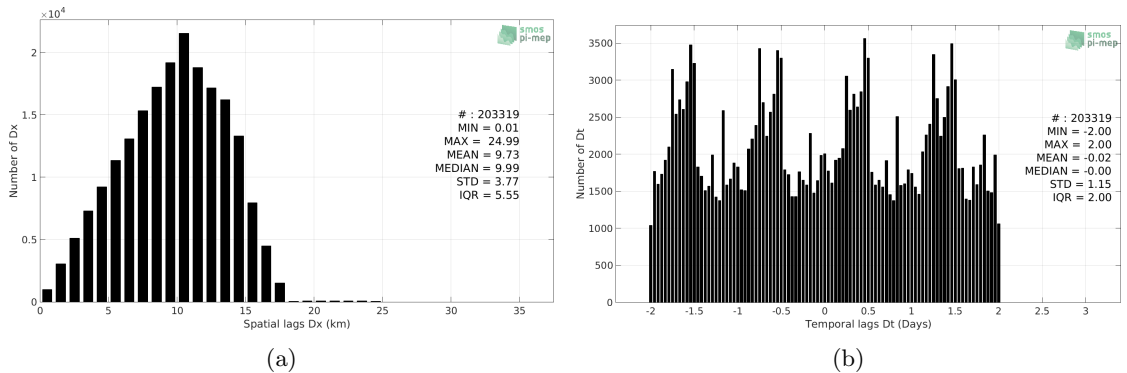 ×10⁴
2
1.5
1
0.5
0
0 5 10 15 20 25 30 35
Number of Dx
Spatial lags Dx (km)
smos
pi-mep
# : 203319
MIN = 0.01
MAX = 24.99
MEAN = 9.73
MEDIAN = 9.99
STD = 3.77
IQR = 5.55
(a)
3500
3000
2500
2000
1500
1000
500
0
-2 -1.5 -1 -0.5 0 0.5 1 1.5 2 2.5 3
Number of Dt
Temporal lags Dt (Days)
smos
pi-mep
# : 203319
MIN = -2.00
MAX = 2.00
MEAN = -0.02
MEDIAN = -0.00
STD = 1.15
IQR = 2.00
(b)